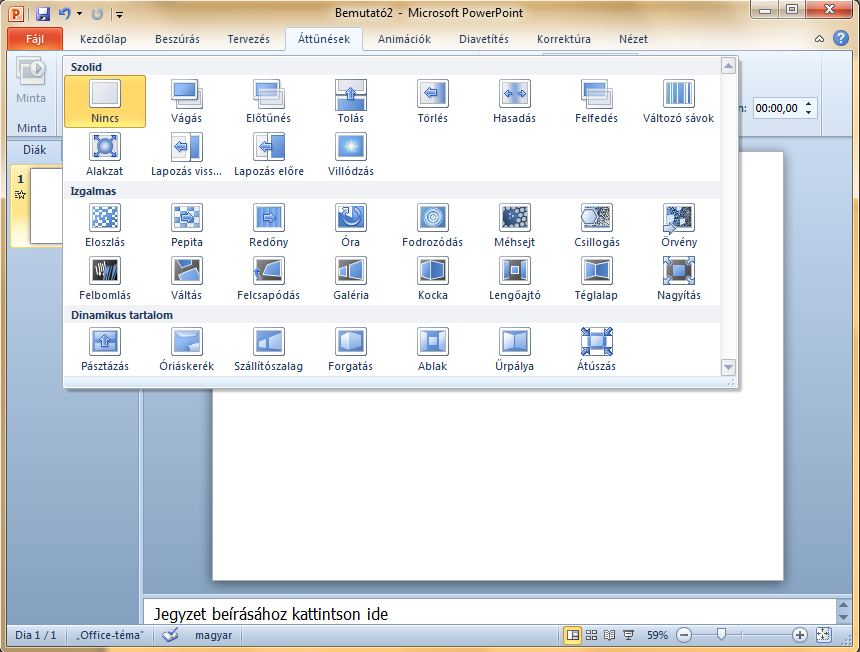 Bemutató2 - Microsoft PowerPoint
Fájl Kezdőlap Beszúrás Tervezés Áttűnések Animációk Diavetítés Korrektúra Nézet
Minta
Minta
00:00,00
Diák
1
Szolid
Nincs Vágás Előtűnés Tolás Törlés Hasadás Felfedés Változó sávok
Alakzat Lapozás viss... Lapozás előre Villódzás
Izgalmas
Eloszlás Pepita Redőny Óra Fodrozódás Méhsejt Csillogás Örvény
Felbomlás Váltás Felcsapódás Galéria Kocka Lengőajtó Téglalap Nagyítás
Dinamikus tartalom
Pásztázás Óriáskerék Szállítószalag Forgatás Ablak Űrpálya Átúszás
Jegyzet beírásához kattintson ide
Dia 1 / 1 „Office-téma” magyar 59%